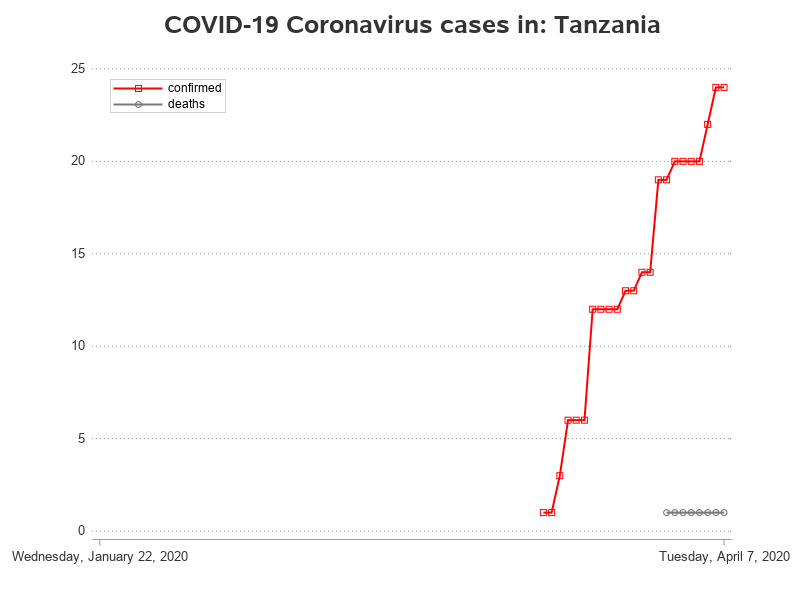 COVID-19 Coronavirus cases in: Tanzania
25
confirmed
deaths
20
15
10
5
0
Wednesday, January 22, 2020
Tuesday, April 7, 2020